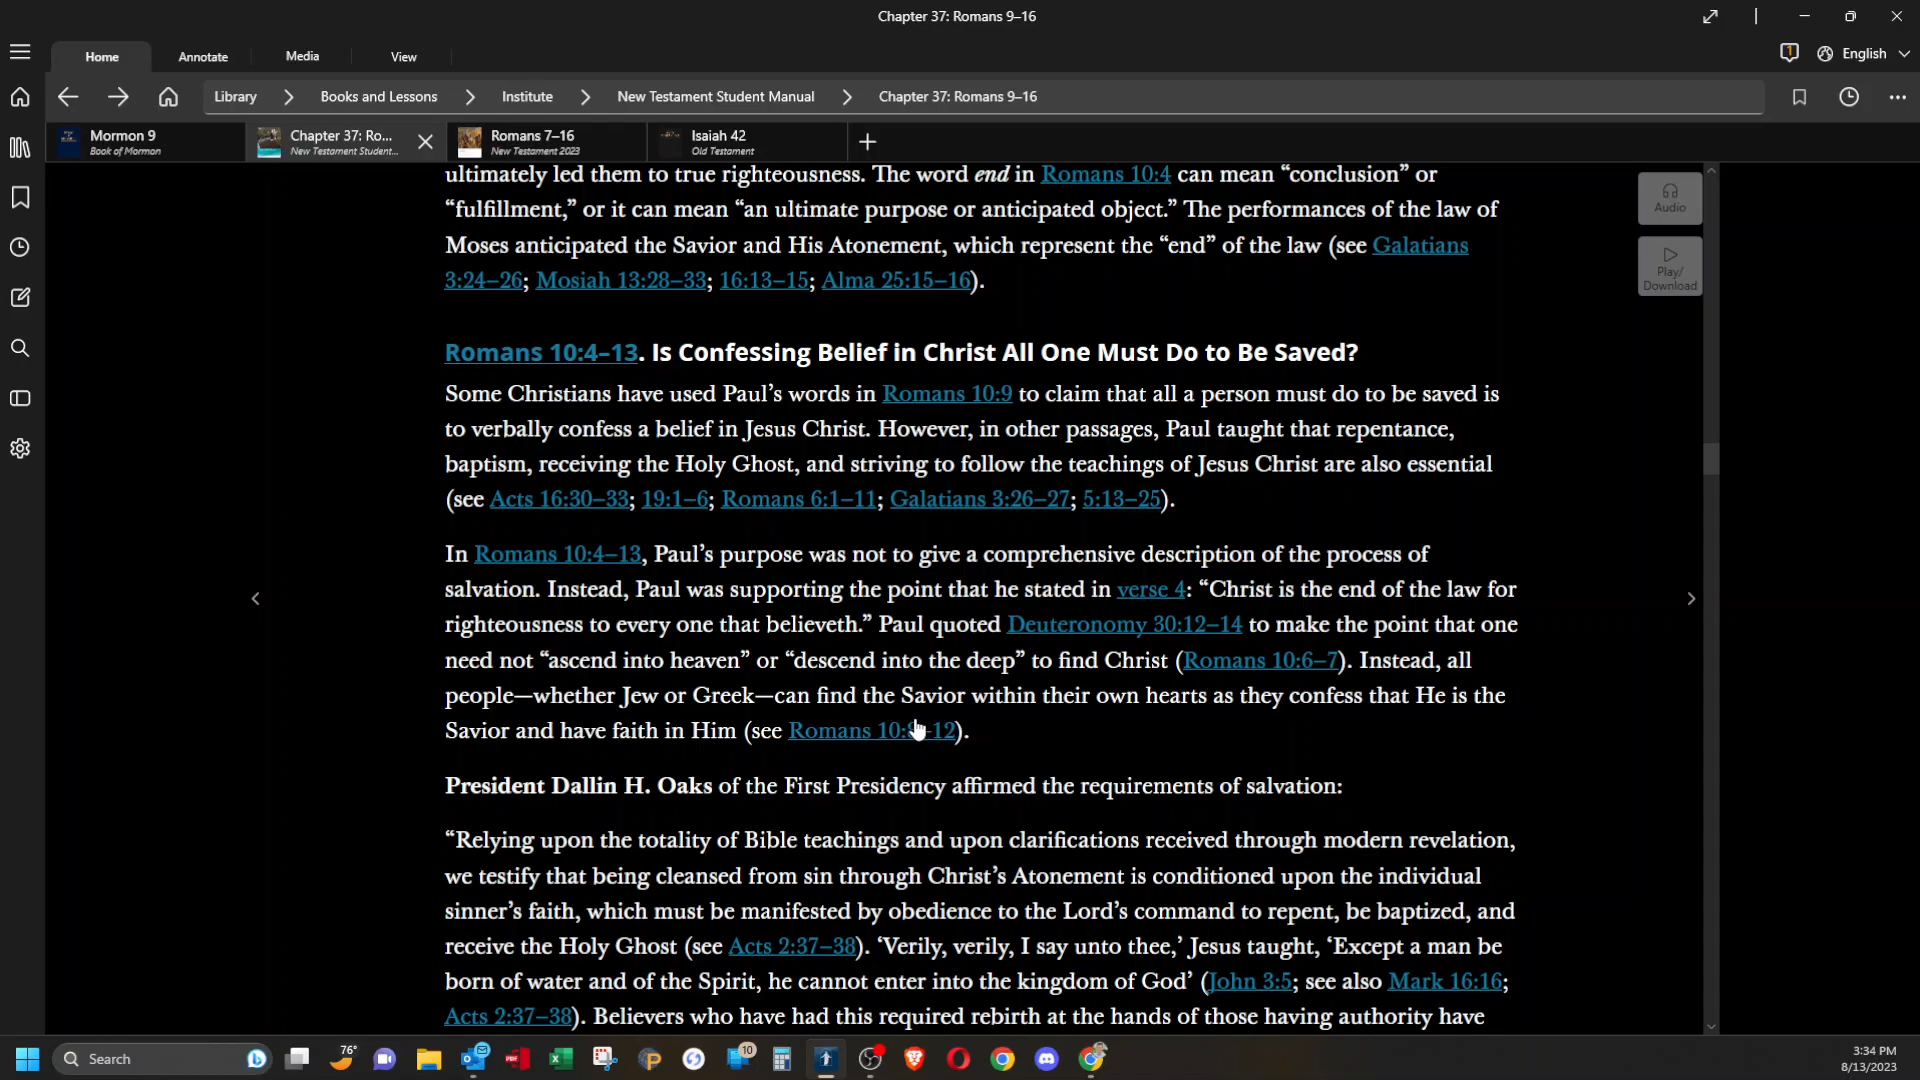 Chapter 37: Romans 9–16
Home
Annotate
Media
View
1
English
Library
Books and Lessons
Institute
New Testament Student Manual
Chapter 37: Romans 9–16
Mormon 9
Book of Mormon
Chapter 37: Ro...
New Testament Student...
Romans 7–16
New Testament 2023
Isaiah 42
Old Testament
ultimately led them to true righteousness. The word end in Romans 10:4 can mean “conclusion” or
“fulfillment,” or it can mean “an ultimate purpose or anticipated object.” The performances of the law of
Moses anticipated the Savior and His Atonement, which represent the “end” of the law (see Galatians
3:24–26; Mosiah 13:28–33; 16:13–15; Alma 25:15–16).
Audio
Play/
Download
Romans 10:4–13. Is Confessing Belief in Christ All One Must Do to Be Saved?
Some Christians have used Paul’s words in Romans 10:9 to claim that all a person must do to be saved is
to verbally confess a belief in Jesus Christ. However, in other passages, Paul taught that repentance,
baptism, receiving the Holy Ghost, and striving to follow the teachings of Jesus Christ are also essential
(see Acts 16:30–33; 19:1–6; Romans 6:1–11; Galatians 3:26–27; 5:13–25).
In Romans 10:4–13, Paul’s purpose was not to give a comprehensive description of the process of
salvation. Instead, Paul was supporting the point that he stated in verse 4: “Christ is the end of the law for
righteousness to every one that believeth.” Paul quoted Deuteronomy 30:12–14 to make the point that one
need not “ascend into heaven” or “descend into the deep” to find Christ (Romans 10:6–7). Instead, all
people—whether Jew or Greek—can find the Savior within their own hearts as they confess that He is the
Savior and have faith in Him (see Romans
President Dallin H. Oaks of the First Presidency affirmed the requirements of salvation:
“Relying upon the totality of Bible teachings and upon clarifications received through modern revelation,
we testify that being cleansed from sin through Christ’s Atonement is conditioned upon the individual
sinner’s faith, which must be manifested by obedience to the Lord’s command to repent, be baptized, and
receive the Holy Ghost (see Acts 2:37–38). ‘Verily, verily, I say unto thee,’ Jesus taught, ‘Except a man be
born of water and of the Spirit, he cannot enter into the kingdom of God’ (John 3:5; see also Mark 16:16;
Acts 2:37–38). Believers who have had this required rebirth at the hands of those having authority have
Search
76°
10
3:34 PM
8/13/2023